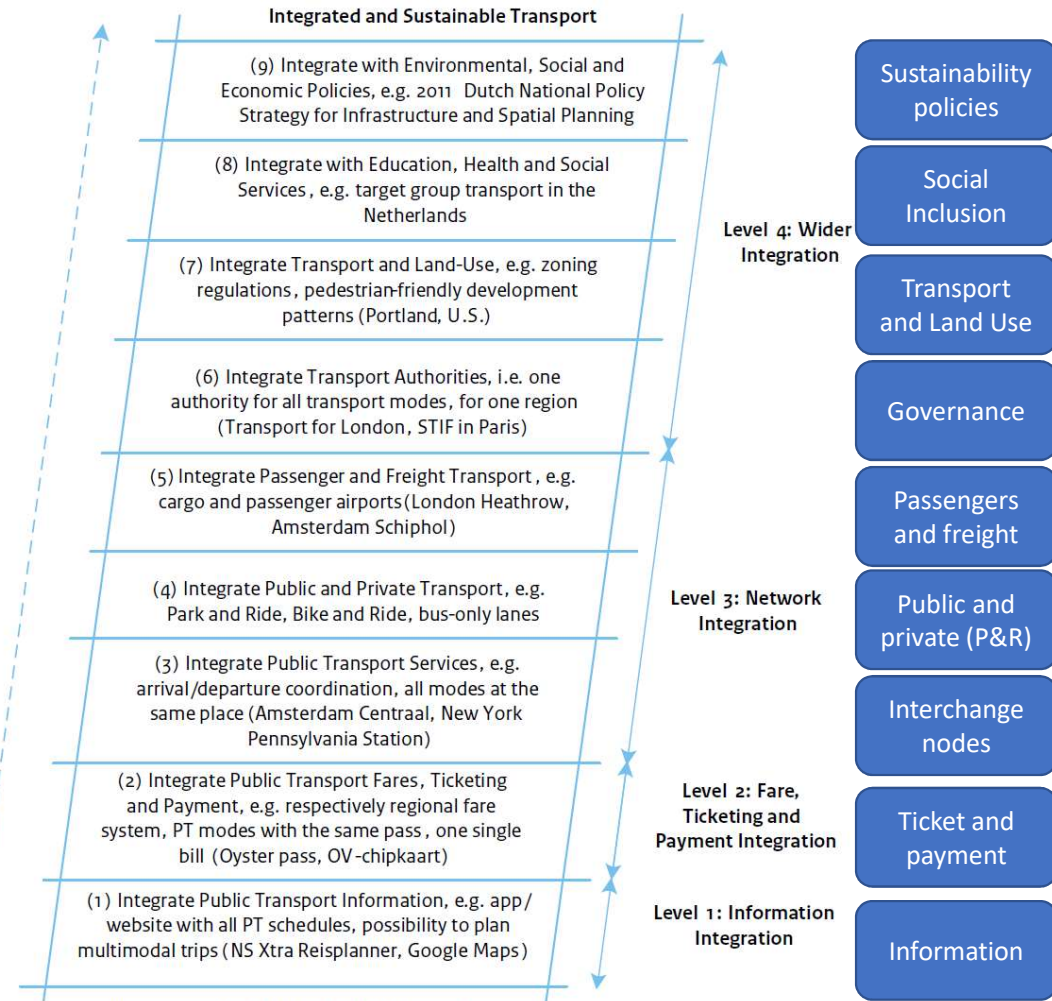 Integrated and Sustainable Transport
(9) Integrate with Environmental, Social and
Economic Policies, e.g. 2011 Dutch National Policy
Strategy for Infrastructure and Spatial Planning
Sustainability
policies
(8) Integrate with Education, Health and Social
Services, e.g. target group transport in the
Netherlands
Social
Inclusion
Level 4: Wider
Integration
(7) Integrate Transport and Land-Use, e.g. zoning
regulations, pedestrian-friendly development
patterns (Portland, U.S.)
Transport
and Land Use
(6) Integrate Transport Authorities, i.e. one
authority for all transport modes, for one region
(Transport for London, STIF in Paris)
Governance
(5) Integrate Passenger and Freight Transport, e.g.
cargo and passenger airports(London Heathrow,
Amsterdam Schiphol)
Passengers
and freight
(4) Integrate Public and Private Transport, e.g.
Park and Ride, Bike and Ride, bus-only lanes
Level 3: Network
Integration
Public and
private (P&R)
(3) Integrate Public Transport Services, e.g.
arrival/departure coordination, all modes at the
same place (Amsterdam Centraal, New York
Pennsylvania Station)
Interchange
nodes
(2) Integrate Public Transport Fares, Ticketing
and Payment, e.g. respectively regional fare
system, PT modes with the same pass, one single
bill (Oyster pass, OV-chipkaart)
Level 2: Fare,
Ticketing and
Payment Integration
Ticket and
payment
(1) Integrate Public Transport Information, e.g. app/
website with all PT schedules, possibility to plan
multimodal trips (NS Xtra Reisplanner, Google Maps)
Level 1: Information
Integration
Information